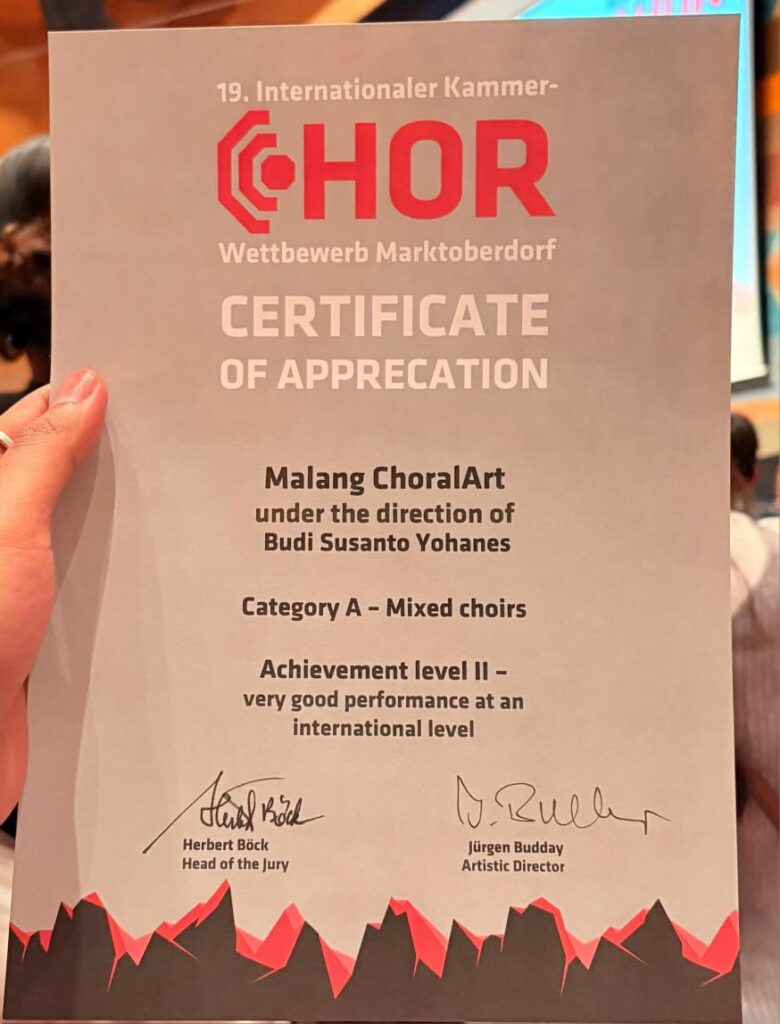 19. Internationaler Kammer-
CHOR
Wettbewerb Marktoberdorf
CERTIFICATE
OF APPRECATION
Malang ChoralArt
under the direction of
Budi Susanto Yohanes
Category A – Mixed choirs
Achievement level II –
very good performance at an
international level
Herbert Böck
Head of the Jury
Jürgen Budday
Artistic Director